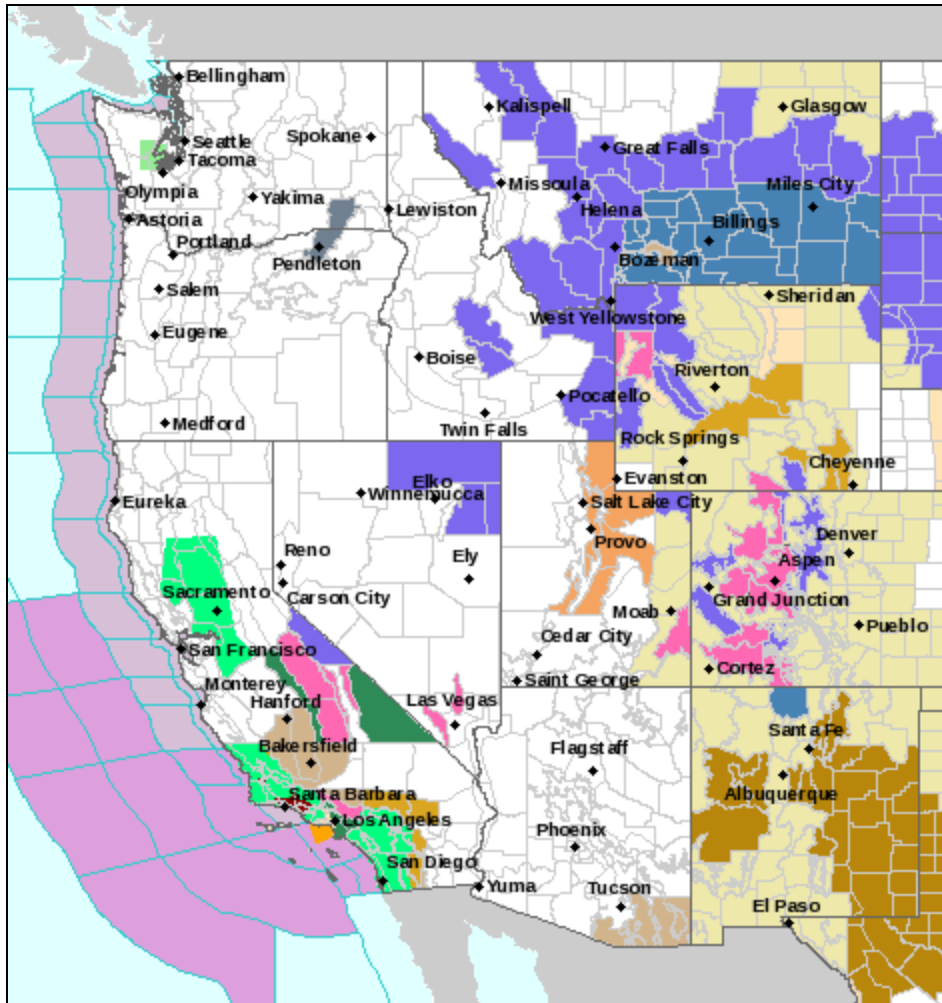 Bellingham
Kalispell
Glasgow
Seattle
Spokane
Great Falls
Tacoma
Missoula
Miles City
Olympia
Yakima
Lewiston
Helena
Astoria
Billings
Portland
Pendleton
Bozeman
Salem
Sheridan
West Yellowstone
Eugene
Boise
Riverton
Pocatello
Medford
Twin Falls
Rock Springs
Cheyenne
Elko
Evanston
Winnemucca
Eureka
Salt Lake City
Provo
Denver
Reno
Ely
Aspen
Sacramento
Carson City
Grand Junction
Moab
Pueblo
Cedar City
San Francisco
Cortez
Monterey
Saint George
Hanford
Las Vegas
Santa Fe
Bakersfield
Flagstaff
Santa Barbara
Albuquerque
Los Angeles
Phoenix
San Diego
Yuma
Tucson
El Paso